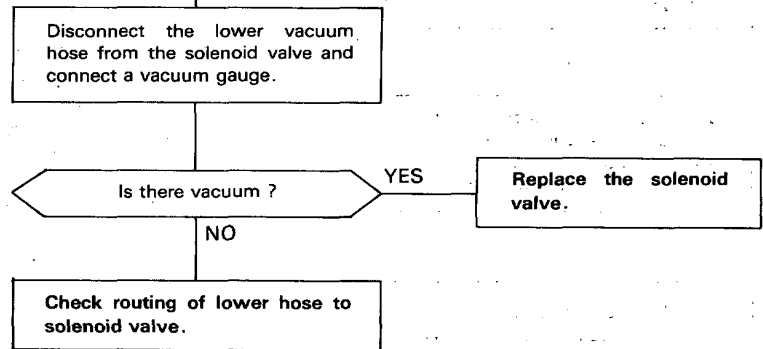 Disconnect the lower vacuum
hose from the solenoid valve and
connect a vacuum gauge.
Is there vacuum ?
YES
Replace the solenoid
valve.
NO
Check routing of lower hose to
solenoid valve.